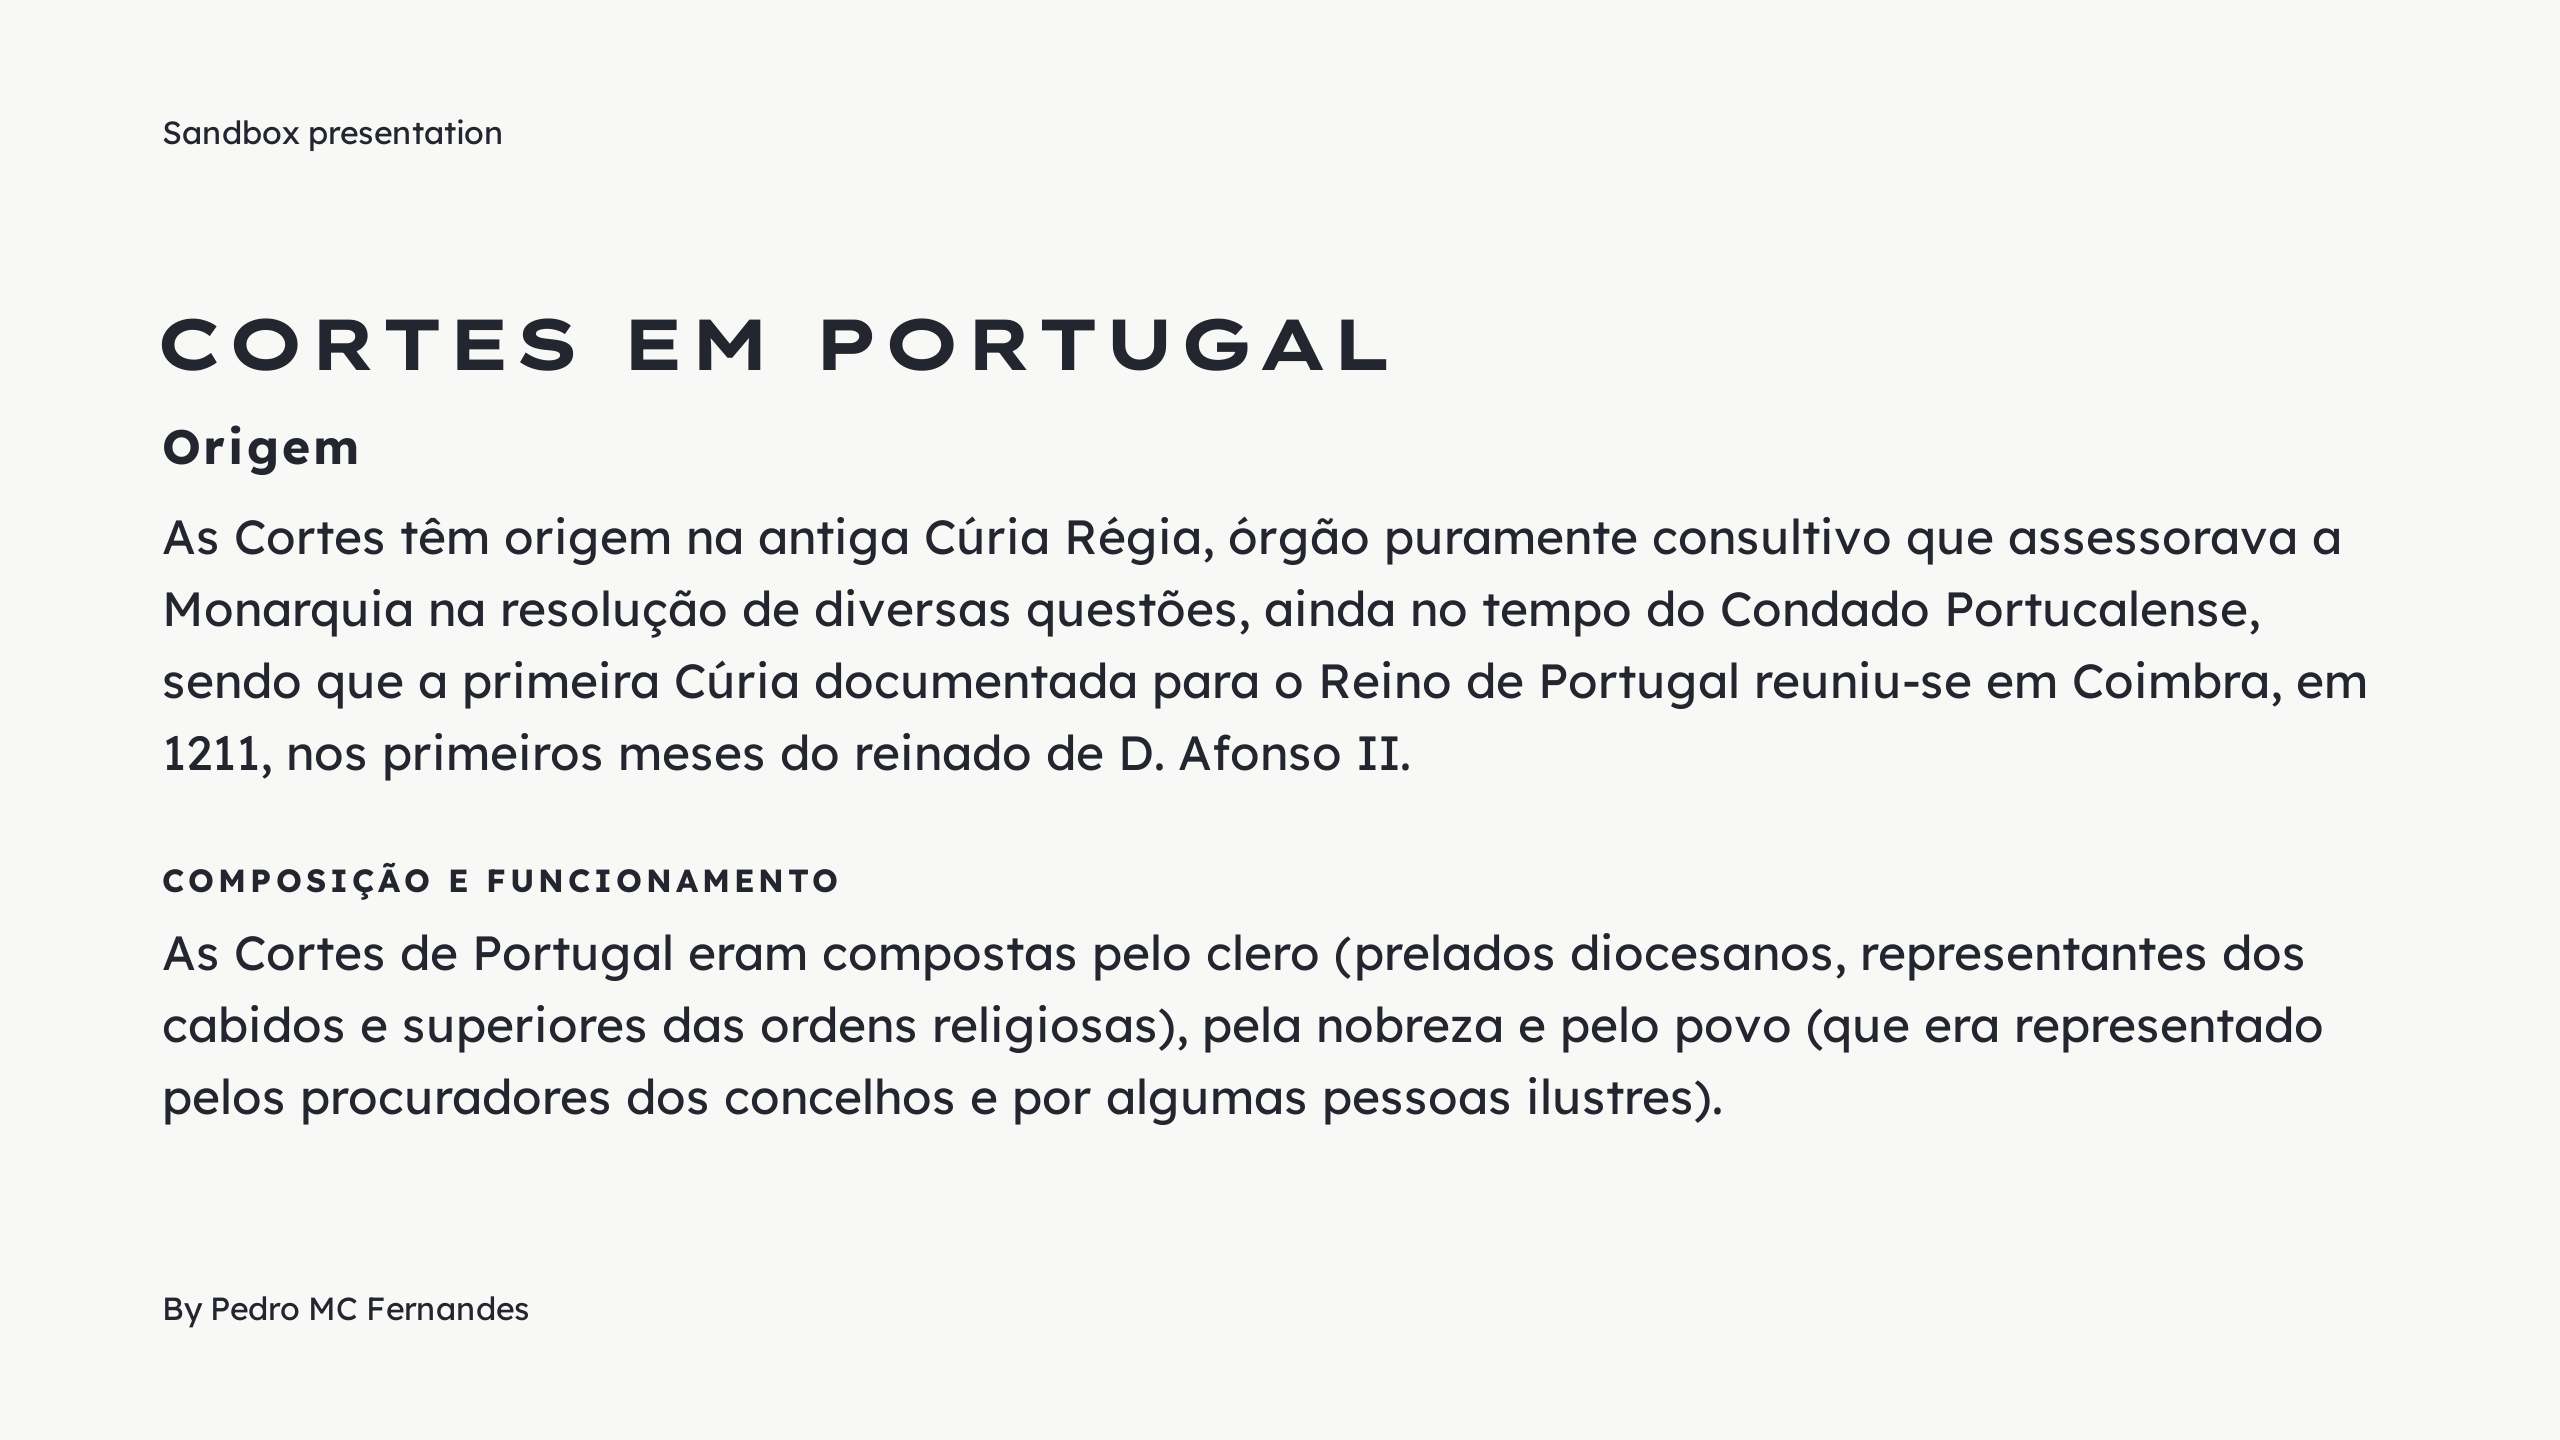 Sandbox presentation
CORTES EM PORTUGAL
Origem
As Cortes têm origem na antiga Cúria Régia, órgão puramente consultivo que assessorava a
Monarquia na resolução de diversas questões, ainda no tempo do Condado Portucalense,
sendo que a primeira Cúria documentada para o Reino de Portugal reuniu-se em Coimbra, em
1211, nos primeiros meses do reinado de D. Afonso II.
COMPOSIÇÃO E FUNCIONAMENTO
As Cortes de Portugal eram compostas pelo clero (prelados diocesanos, representantes dos
cabidos e superiores das ordens religiosas), pela nobreza e pelo povo (que era representado
pelos procuradores dos concelhos e por algumas pessoas ilustres).
By Pedro MC Fernandes